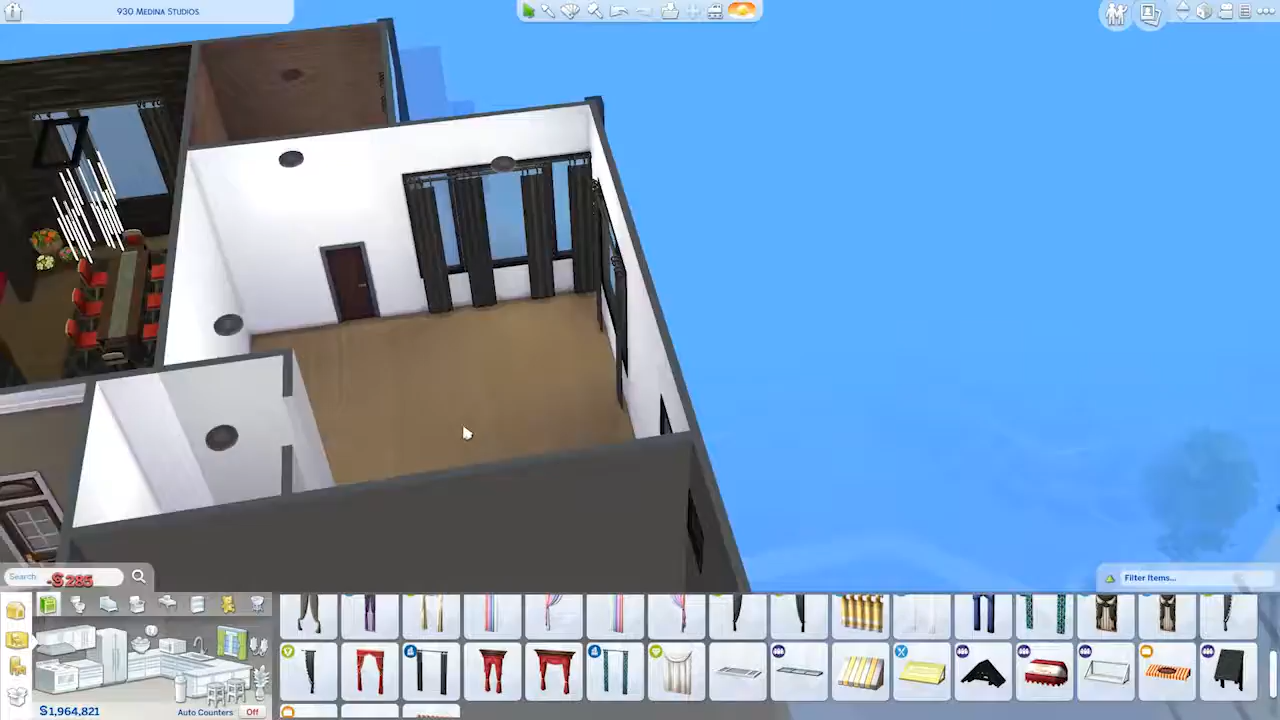 930 Medina Studios
Search
-§285
Filter Items...
§1,964,821
Auto Counters
Off